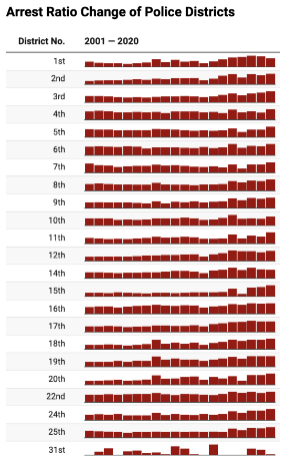 Arrest Ratio Change of Police Districts
District No. 2001 — 2020
1st
2nd
3rd
4th
5th
6th
7th
8th
9th
10th
11th
12th
14th
15th
16th
17th
18th
19th
20th
22nd
24th
25th
31st